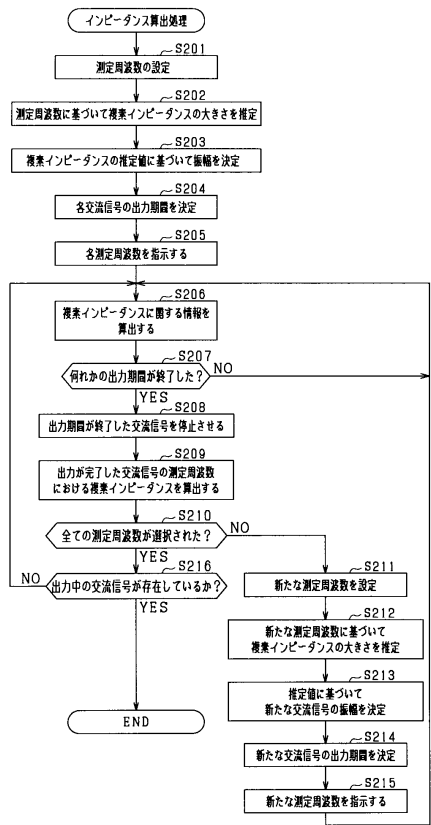 インピーダンス算出処理
S201
測定周波数の設定
S202
測定周波数に基づいて複素インピーダンスの大きさを推定
S203
複素インピーダンスの推定値に基づいて振幅を決定
S204
各交流信号の出力期間を決定
S205
各測定周波数を指示する
S206
複素インピーダンスに関する情報を
算出する
S207
何れかの出力期間が終了した?
NO
YES
S208
出力期間が終了した交流信号を停止させる
S209
出力が完了した交流信号の測定周波数
における複素インピーダンスを算出する
S210
全ての測定周波数が選択された?
NO
YES
S216
出力中の交流信号が存在しているか?
NO
YES
END
S211
新たな測定周波数を設定
S212
新たな測定周波数に基づいて
複素インピーダンスの大きさを推定
S213
推定値に基づいて
新たな交流信号の振幅を決定
S214
新たな交流信号の出力期間を決定
S215
新たな測定周波数を指示する